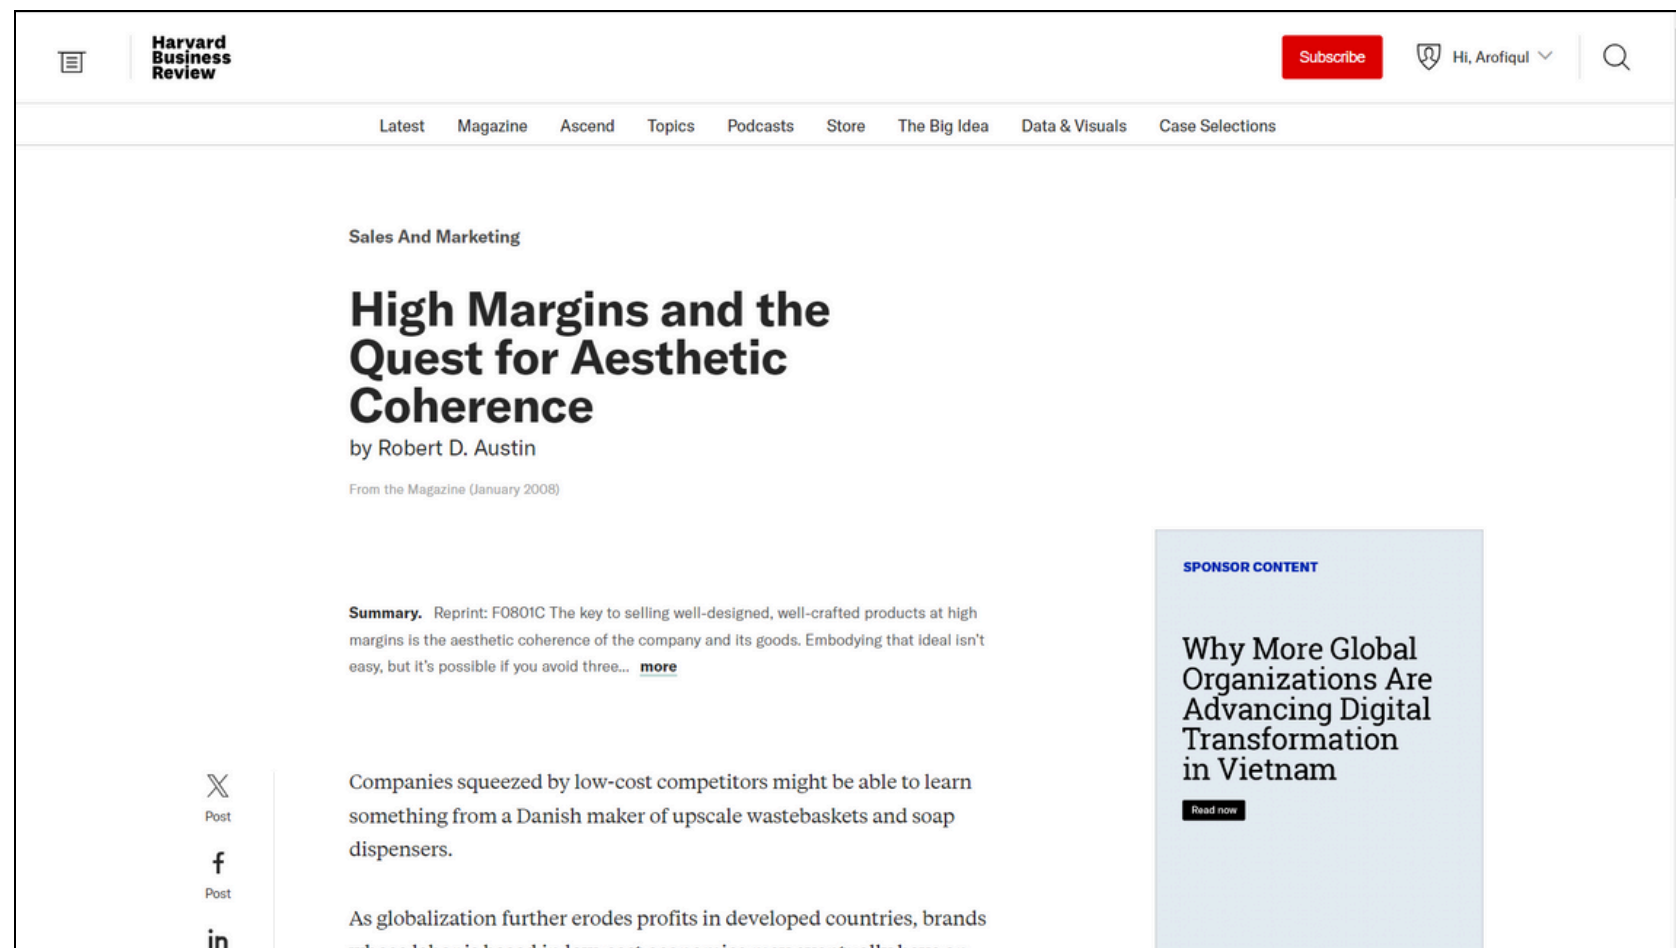 Harvard
Business
Review
Subscribe
Hi, Arofiqul
Latest Magazine Ascend Topics Podcasts Store The Big Idea Data & Visuals Case Selections
Sales And Marketing
High Margins and the
Quest for Aesthetic
Coherence
by Robert D. Austin
From the Magazine (January 2008)
Summary. Reprint: F0801C The key to selling well-designed, well-crafted products at high
margins is the aesthetic coherence of the company and its goods. Embodying that ideal isn't
easy, but it's possible if you avoid three... more
SPONSOR CONTENT
Why More Global
Organizations Are
Advancing Digital
Transformation
in Vietnam
Read now
Post
Post
in
Companies squeezed by low-cost competitors might be able to learn
something from a Danish maker of upscale wastebaskets and soap
dispensers.
As globalization further erodes profits in developed countries, brands